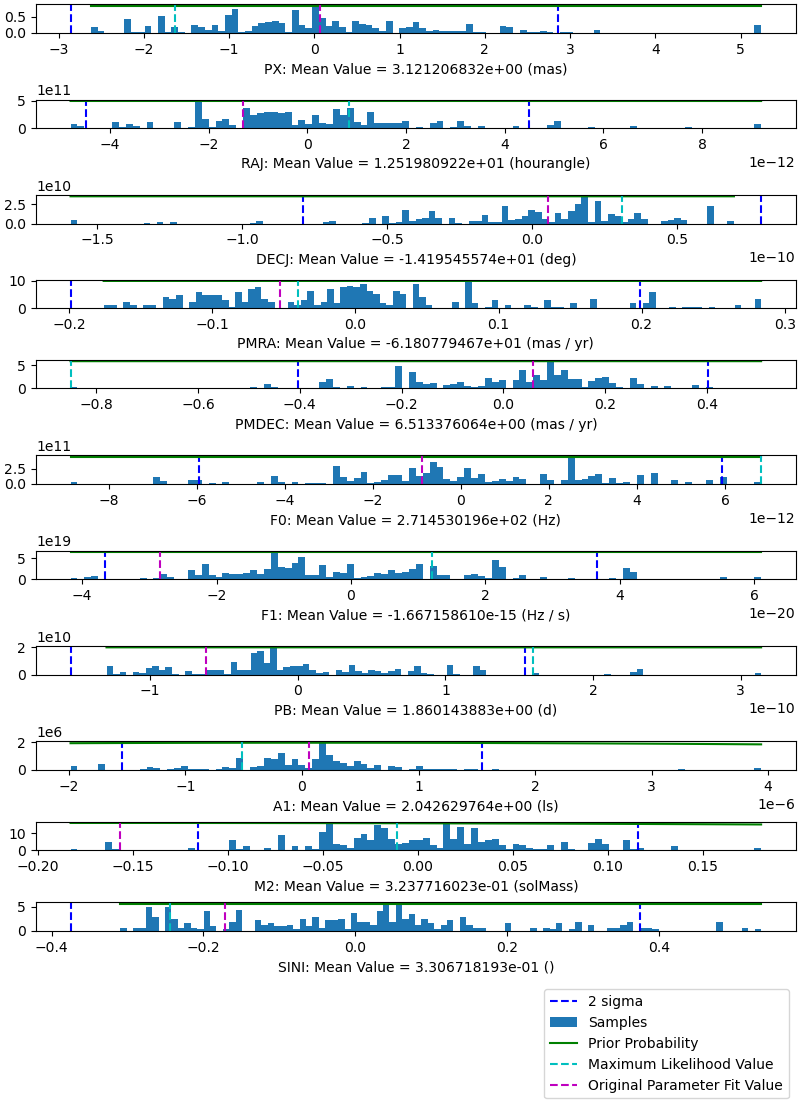 0.5
0.0
−3 −2 −1 0 1 2 3 4 5
PX: Mean Value = 3.121206832e+00 (mas)
1e11
5
0
−4 −2 0 2 4 6 8
RAJ: Mean Value = 1.251980922e+01 (hourangle)
1e−12
1e10
2.5
0.0
−1.5 −1.0 −0.5 0.0 0.5
DECJ: Mean Value = -1.419545574e+01 (deg)
1e−10
10
0
−0.2 −0.1 0.0 0.1 0.2 0.3
PMRA: Mean Value = -6.180779467e+01 (mas / yr)
5
0
−0.8 −0.6 −0.4 −0.2 0.0 0.2 0.4
PMDEC: Mean Value = 6.513376064e+00 (mas / yr)
1e11
2.5
0.0
−8 −6 −4 −2 0 2 4 6
F0: Mean Value = 2.714530196e+02 (Hz)
1e−12
1e19
5
0
−4 −2 0 2 4 6
F1: Mean Value = -1.667158610e-15 (Hz / s)
1e−20
1e10
2
0
−1 0 1 2 3
PB: Mean Value = 1.860143883e+00 (d)
1e−10
1e6
2
0
−2 −1 0 1 2 3 4
A1: Mean Value = 2.042629764e+00 (ls)
1e−6
10
0
−0.20 −0.15 −0.10 −0.05 0.00 0.05 0.10 0.15
M2: Mean Value = 3.237716023e-01 (solMass)
5
0
−0.4 −0.2 0.0 0.2 0.4
SINI: Mean Value = 3.306718193e-01 ()
2 sigma
Samples
Prior Probability
Maximum Likelihood Value
Original Parameter Fit Value